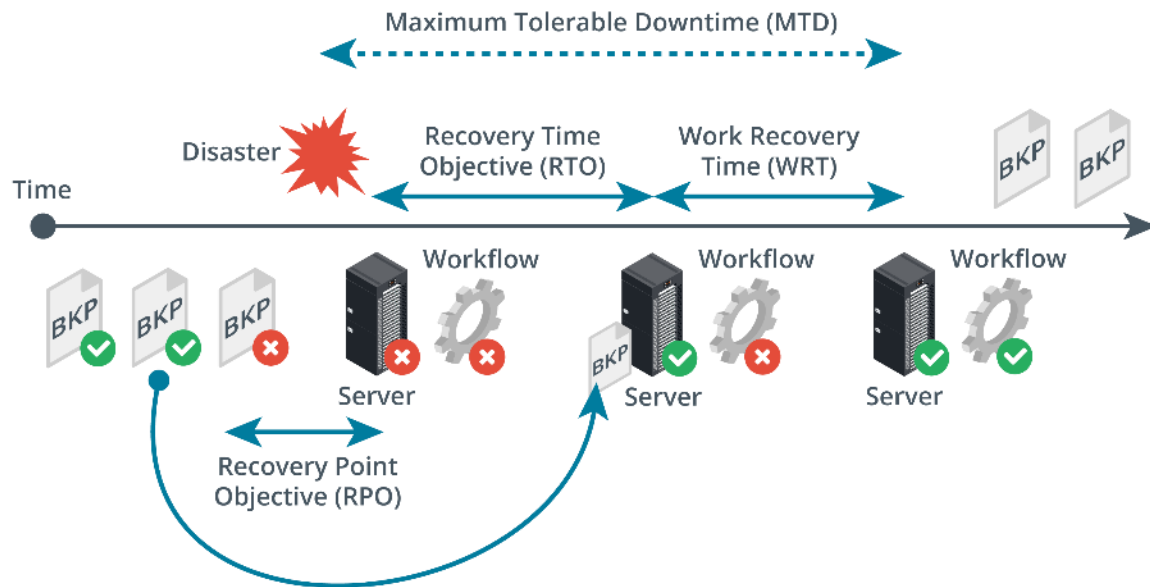 Maximum Tolerable Downtime (MTD)
Disaster
Recovery Time
Objective (RTO)
Work Recovery
Time (WRT)
BKP
BKP
Time
Workflow
Workflow
Workflow
BKP
BKP
BKP
BKP
Server
Server
Server
Recovery Point
Objective (RPO)